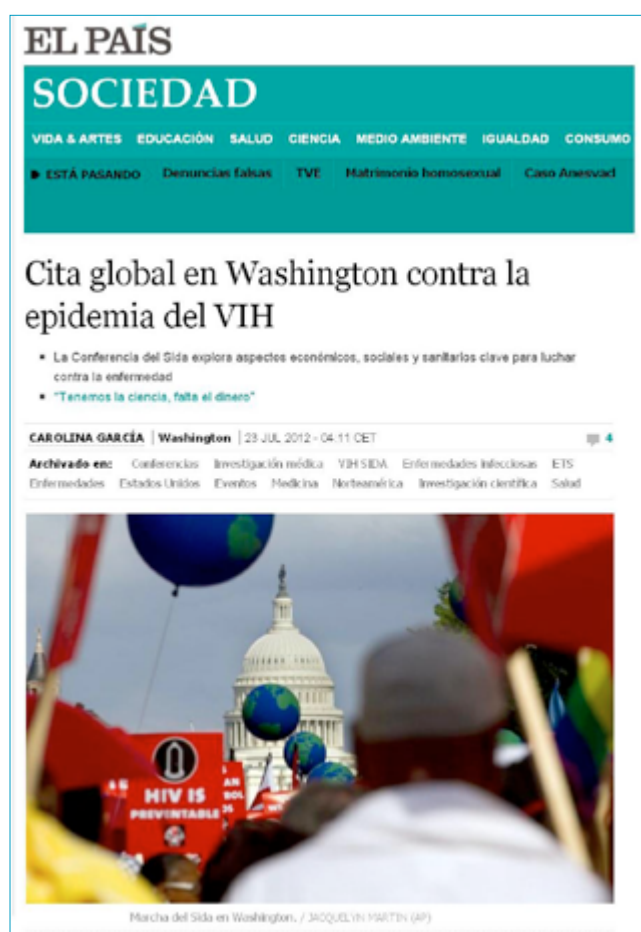 EL PAÍS
SOCIEDAD
VIDA & ARTES EDUCACIÓN SALUD CIENCIA MEDIO AMBIENTE IGUALDAD CONSUMO
ESTÁ PASANDO Denuncias falsas TVE Matrimonio homosexual Caso Anesvad
Cita global en Washington contra la
epidemia del VIH
La Conferencia del Sida explora aspectos económicos, sociales y sanitarios clave para luchar
contra la enfermedad
"Tenemos la ciencia, falta el dinero"
CAROLINA GARCÍA | Washington | 23 JUL 2012 - 04:11 CET 4
Archivado en: Conferencias Investigación médica VIH SIDA Enfermedades infecciosas ETS
Enfermedades Estados Unidos Eventos Medicina Norteamérica Investigación científica Salud
HIV IS
PREVENTABLE
Marcha del Sida en Washington. / JACQUELYN MARTIN (AP)